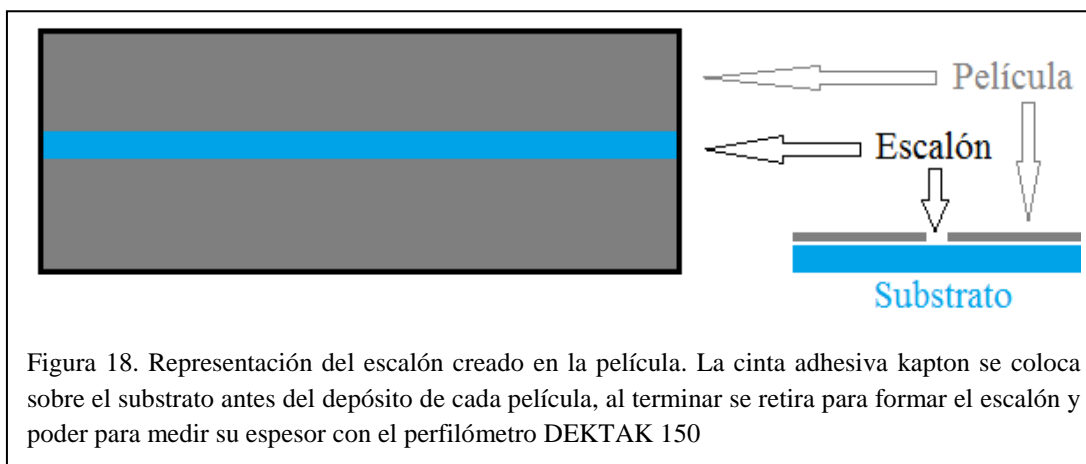 Película
Escalón
Substrato
Figura 18. Representación del escalón creado en la película. La cinta adhesiva kapton se coloca
sobre el substrato antes del depósito de cada película, al terminar se retira para formar el escalón y
poder para medir su espesor con el perfilómetro DEKTAK 150